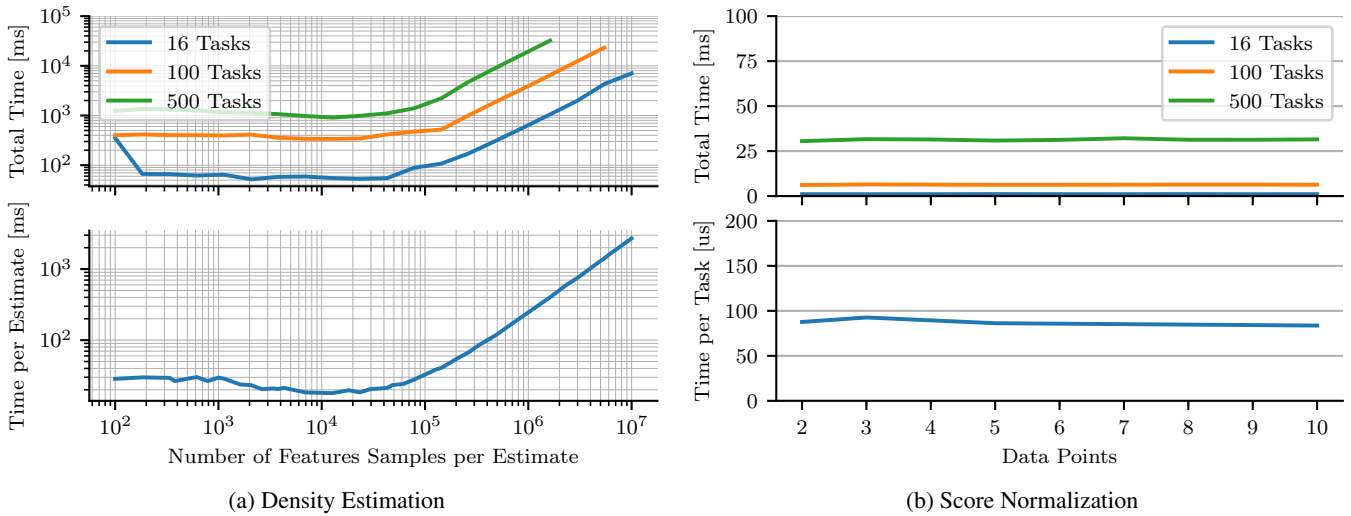 Total Time [ms]
10^5
10^4
10^3
10^2
16 Tasks
100 Tasks
500 Tasks
Time per Estimate [ms]
10^3
10^2
10^2 10^3 10^4 10^5 10^6 10^7
Number of Features Samples per Estimate
(a) Density Estimation
Total Time [ms]
100
75
50
25
0
16 Tasks
100 Tasks
500 Tasks
Time per Task [us]
200
150
100
50
0
2 3 4 5 6 7 8 9 10
Data Points
(b) Score Normalization